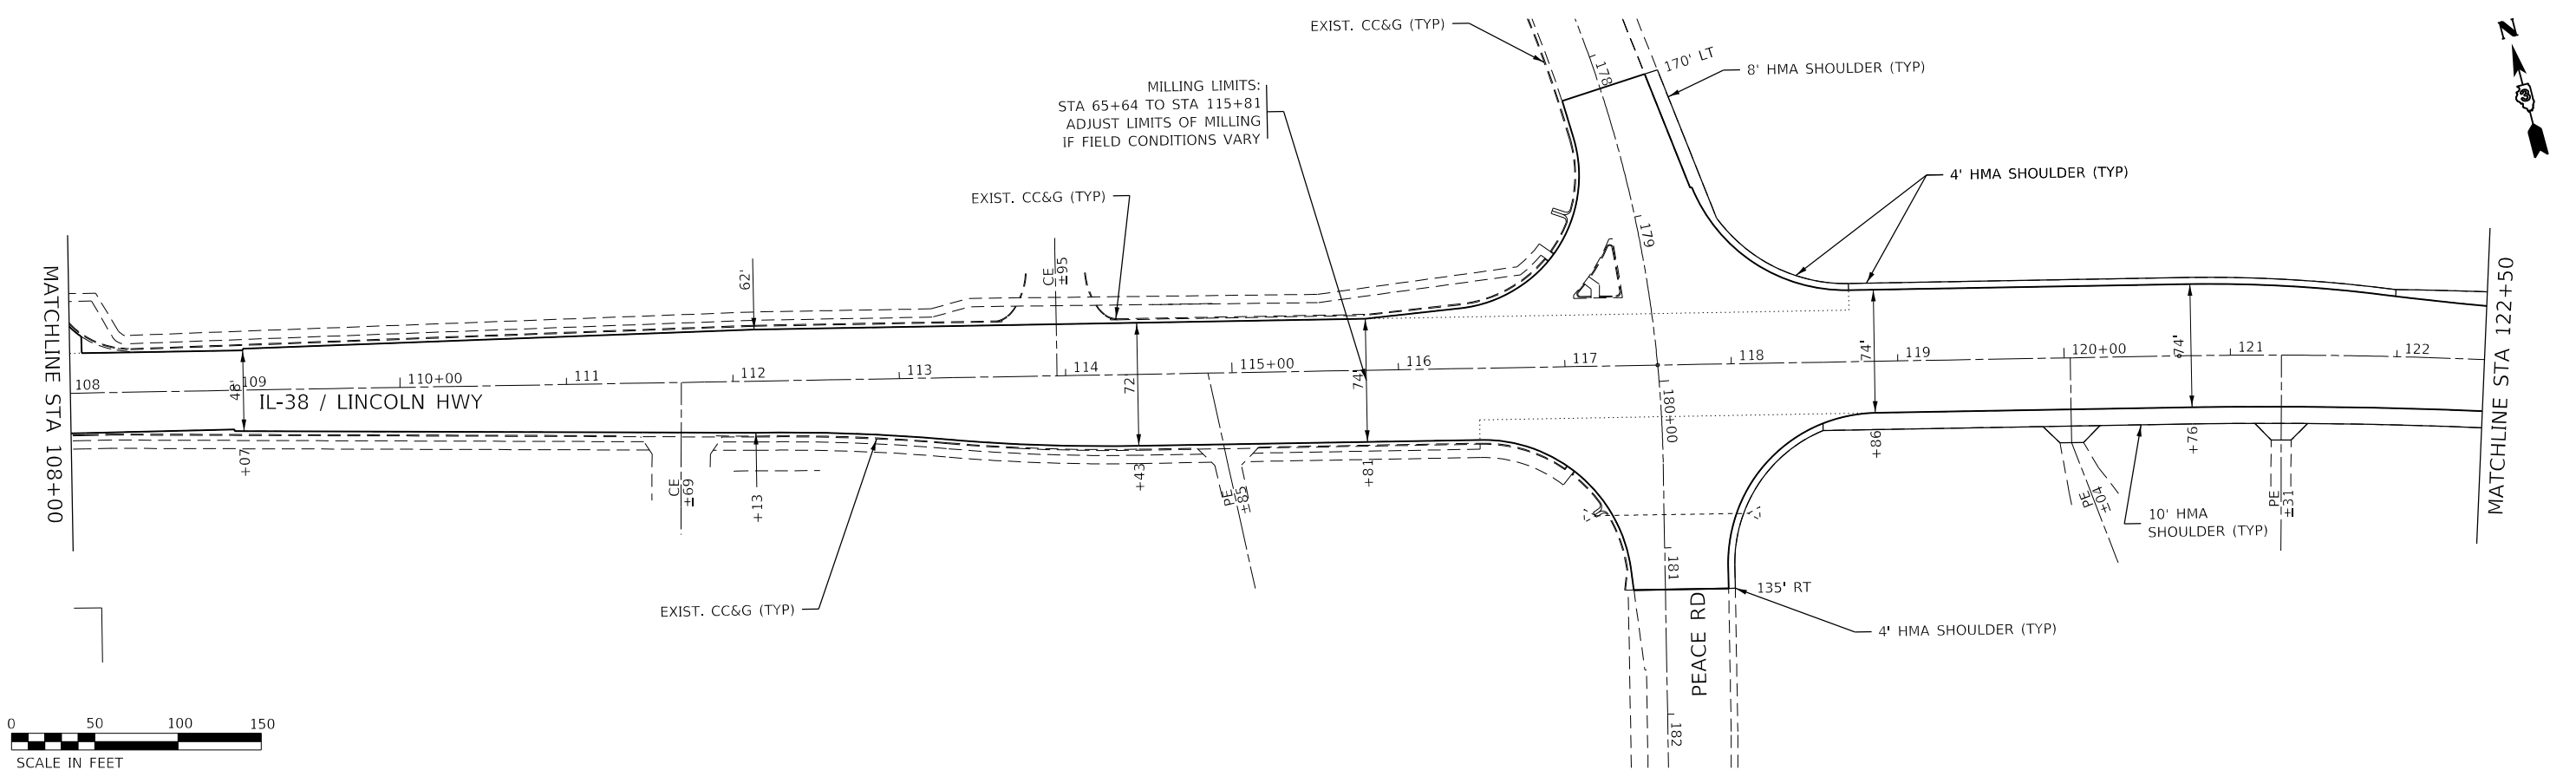 EXIST. CC&G (TYP)
170' LT
8' HMA SHOULDER (TYP)
N
3
178
MILLING LIMITS:
STA 65+64 TO STA 115+81
ADJUST LIMITS OF MILLING
IF FIELD CONDITIONS VARY
EXIST. CC&G (TYP)
4' HMA SHOULDER (TYP)
179
MATCHLINE STA 108+00
62'
CE
±95
MATCHLINE STA 122+50
108
48'
109
110+00
111
112
113
114
72'
115+00
74'
116
117
118
74'
119
120+00
74'
121
122
IL-38 / LINCOLN HWY
180+00
+07
CE
±69
+13
+43
PE
±85
+81
+86
PE
±04
+76
PE
±31
10' HMA
SHOULDER (TYP)
181
135' RT
EXIST. CC&G (TYP)
PEACE RD
4' HMA SHOULDER (TYP)
182
0 50 100 150
SCALE IN FEET